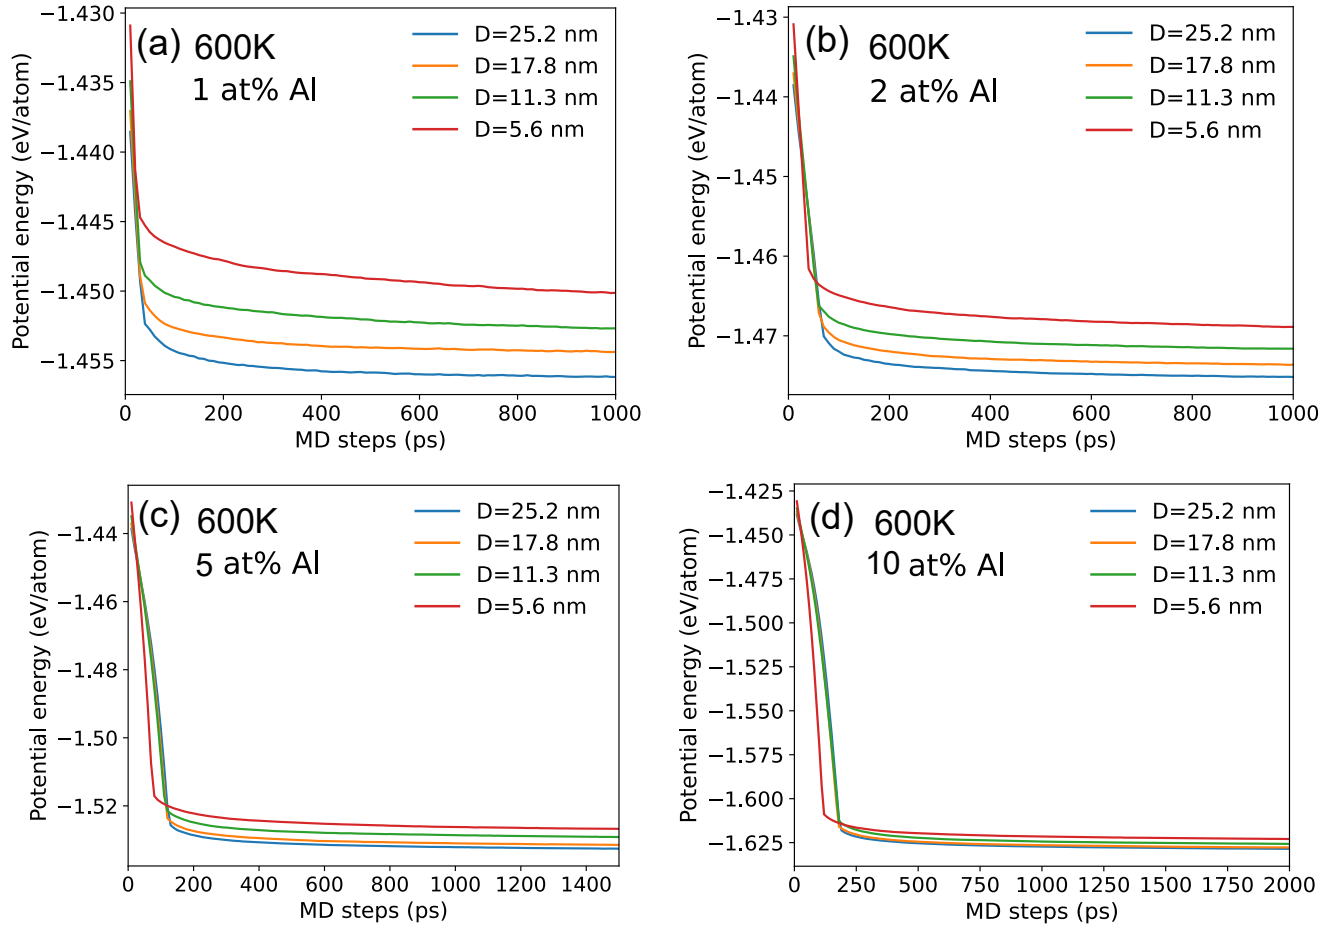 (a) 600K
1 at% Al
D=25.2 nm
D=17.8 nm
D=11.3 nm
D=5.6 nm
Potential energy (eV/atom)
−1.430
−1.435
−1.440
−1.445
−1.450
−1.455
0 200 400 600 800 1000
MD steps (ps)
(b) 600K
2 at% Al
D=25.2 nm
D=17.8 nm
D=11.3 nm
D=5.6 nm
Potential energy (eV/atom)
−1.43
−1.44
−1.45
−1.46
−1.47
0 200 400 600 800 1000
MD steps (ps)
(c) 600K
5 at% Al
D=25.2 nm
D=17.8 nm
D=11.3 nm
D=5.6 nm
Potential energy (eV/atom)
−1.44
−1.46
−1.48
−1.50
−1.52
0 200 400 600 800 1000 1200 1400
MD steps (ps)
(d) 600K
10 at% Al
D=25.2 nm
D=17.8 nm
D=11.3 nm
D=5.6 nm
Potential energy (eV/atom)
−1.425
−1.450
−1.475
−1.500
−1.525
−1.550
−1.575
−1.600
−1.625
0 250 500 750 1000 1250 1500 1750 2000
MD steps (ps)